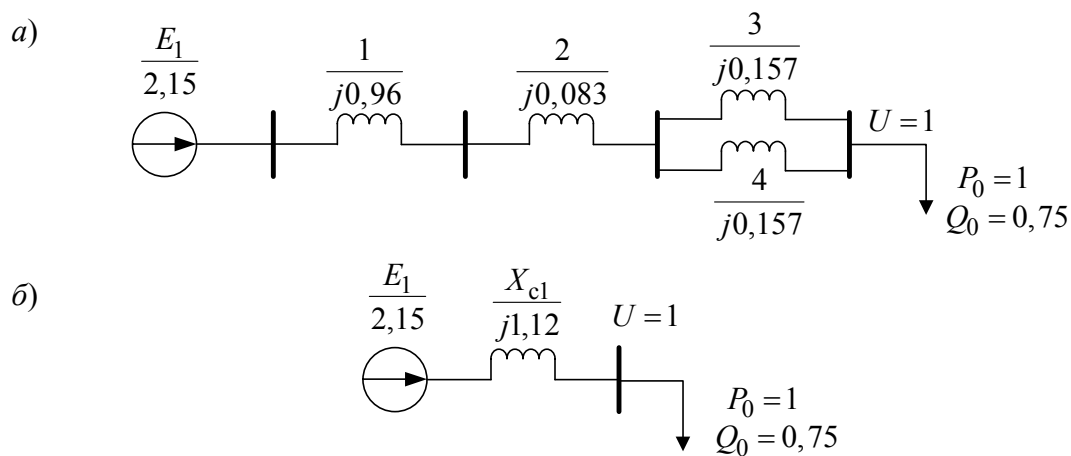 а)
E₁
2,15
1
j0,96
2
j0,083
3
j0,157
4
j0,157
U = 1
P₀ = 1
Q₀ = 0,75
б)
E₁
2,15
Xс1
j1,12
U = 1
P₀ = 1
Q₀ = 0,75